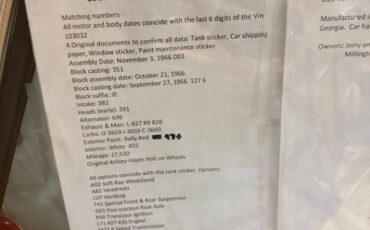 Matching numbers
All motor and body dates coincide with the last 6 digits of the Vin
103032
4 Original documents to confirm all data: Tank sticker, Car shipping
paper, Window sticker, Paint maintenance sticker
Assembly Date: November 3, 1966 D03
Block casting: 351
Block assembly date: October 21, 1966
Block casting date: September 27, 1966 127 6
Block suffix: JE
Intake: 382
Heads (early): 391
Alternator: 696
Exhaust & Man: L-827 R9 828
Carbs: O-3659 I-3659 C-3660
Exterior Paint: Rally Red 974
Interior: White 455
Mileage: 27,530
Original Kelsey-Hayes Bolt on Wheels
All options coincide with the tank sticker. Options:
A02 Soft Ray Windshield
A82 Headrests
C07 Hardtop
F41 Special Front & Rear Suspension
G81 Posi-traction Rear Axle
K66 Transistor Ignition
L71 427 435 Engine
4 Speed Transmission
Manufactured i
Georgia. Car ha
Owners: Jerry an
Millingt